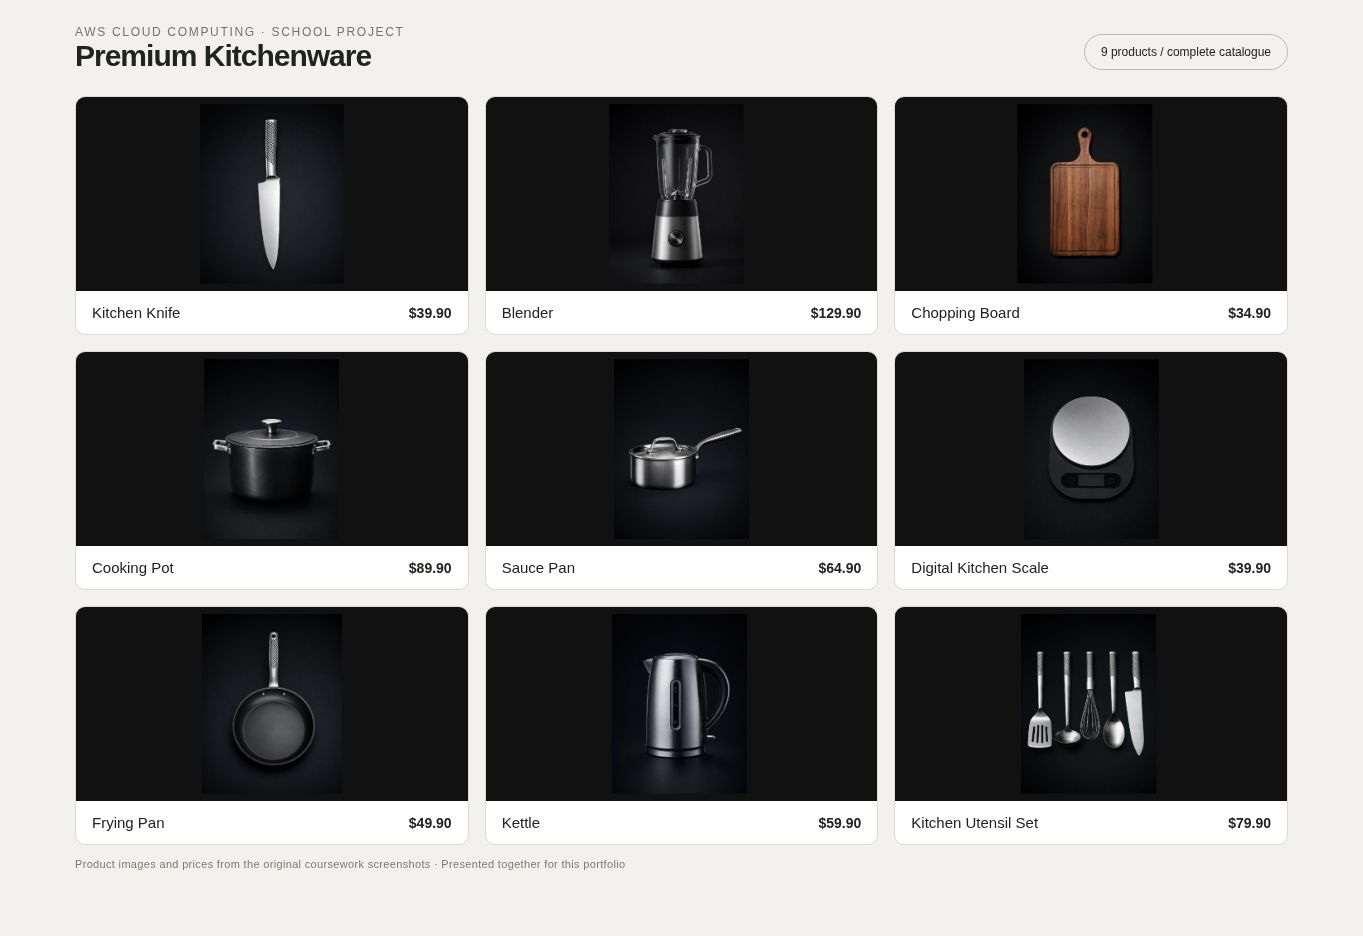 AWS CLOUD COMPUTING · SCHOOL PROJECT
Premium Kitchenware
9 products / complete catalogue
Kitchen Knife $39.90
Blender $129.90
Chopping Board $34.90
Cooking Pot $89.90
Sauce Pan $64.90
Digital Kitchen Scale $39.90
Frying Pan $49.90
Kettle $59.90
Kitchen Utensil Set $79.90
Product images and prices from the original coursework screenshots · Presented together for this portfolio